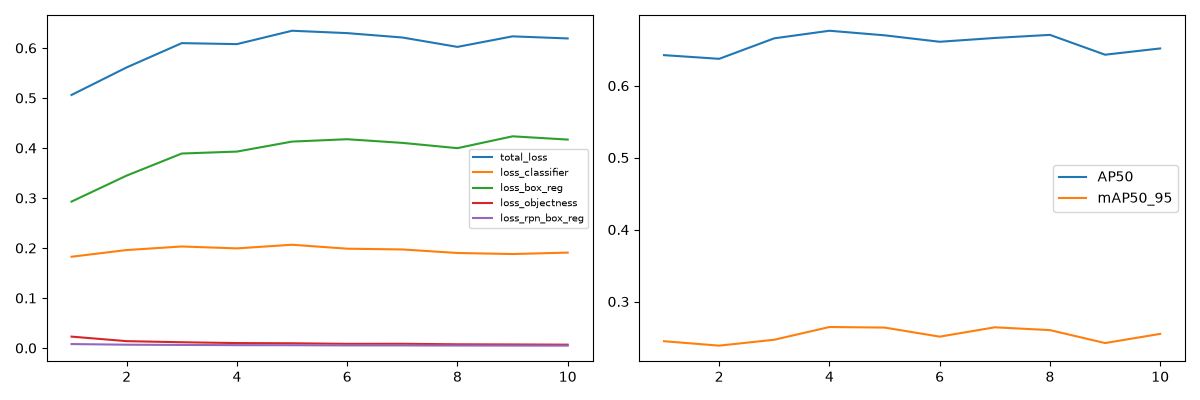 0.6
0.5
0.4
0.3
0.2
0.1
0.0
2 4 6 8 10
total_loss
loss_classifier
loss_box_reg
loss_objectness
loss_rpn_box_reg
0.6
0.5
0.4
0.3
2 4 6 8 10
AP50
mAP50_95